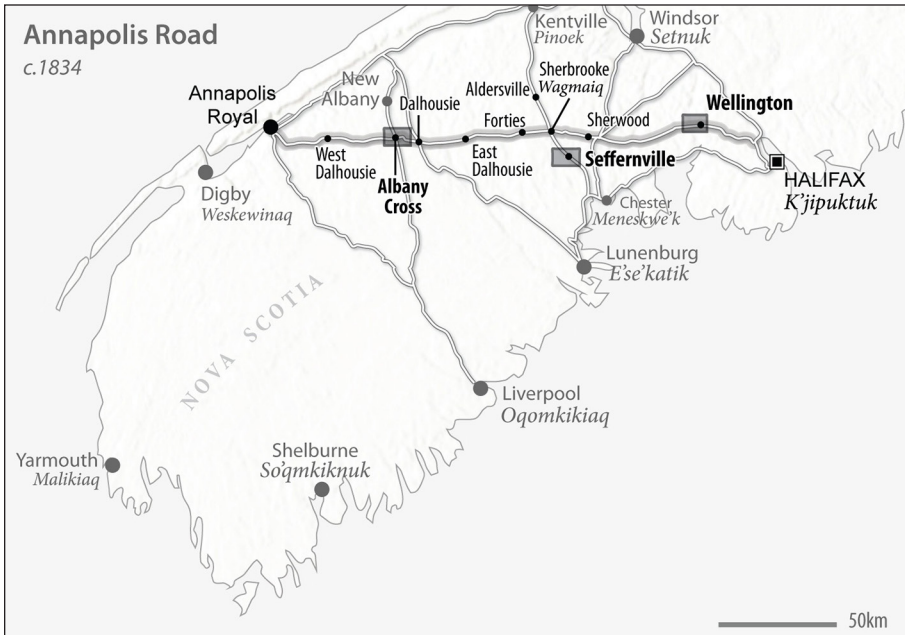 Annapolis Road
c.1834
Kentville
Pinoek
Windsor
Setnuk
New
Albany
Aldersville
Sherbrooke
Wagmaiq
Annapolis
Royal
Dalhousie
Forties
Sherwood
Wellington
West
Dalhousie
East
Dalhousie
Seffernville
Albany
Cross
HALIFAX
K'jipuktuk
Digby
Weskewinaq
Chester
Meneskwe'k
Lunenburg
E'se'katik
NOVA SCOTIA
Liverpool
Oqomkikiaq
Shelburne
So'qmkiknuk
Yarmouth
Malikiaq
50km